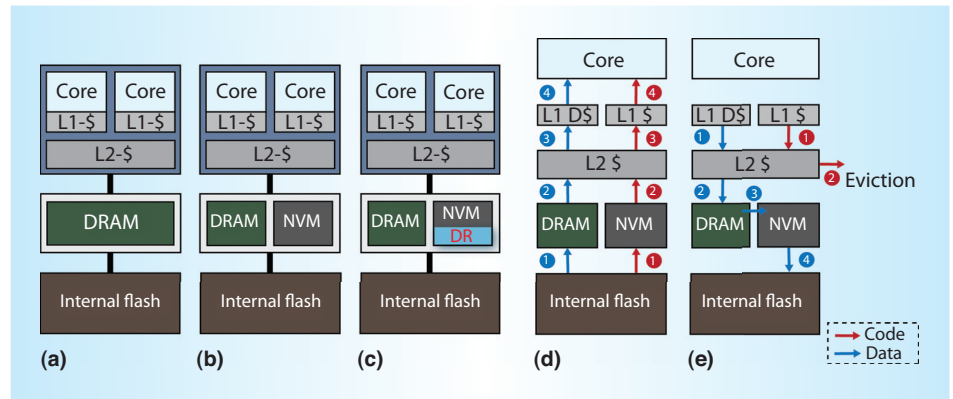 Core Core
L1-$ L1-$
L2-$
DRAM
Internal flash
(a)
Core Core
L1-$ L1-$
L2-$
DRAM NVM
Internal flash
(b)
Core Core
L1-$ L1-$
L2-$
DRAM NVM
DR
Internal flash
(c)
Core
4 4
L1 D$ L1 $
3 3
L2 $
2 2
DRAM NVM
1 1
Internal flash
(d)
Core
L1 D$ L1 $
1 1
L2 $
2 Eviction
2 3
DRAM NVM
4
Internal flash
(e)
Code
Data